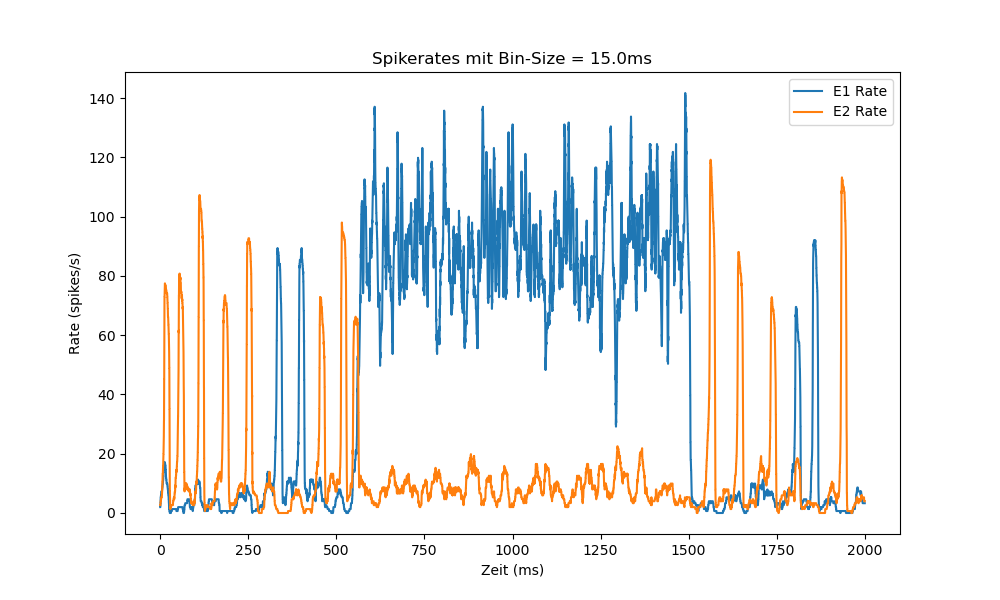 Spikerates mit Bin-Size = 15.0ms
E1 Rate
E2 Rate
140
120
100
80
60
40
20
0
Rate (spikes/s)
0 250 500 750 1000 1250 1500 1750 2000
Zeit (ms)